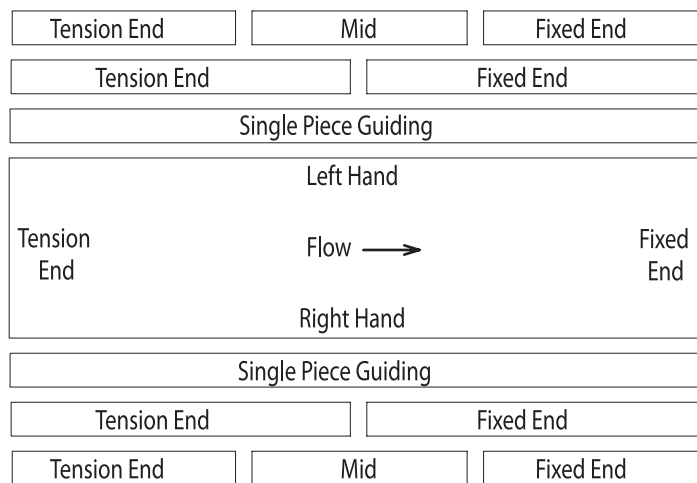 Tension End Mid Fixed End
Tension End Fixed End
Single Piece Guiding
Left Hand
Tension
End
Flow
Fixed
End
Right Hand
Single Piece Guiding
Tension End Fixed End
Tension End Mid Fixed End